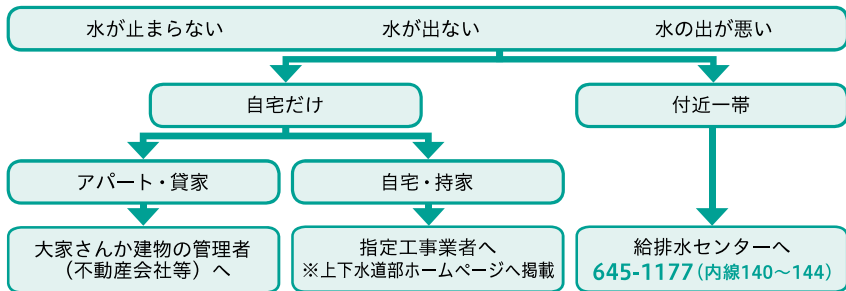 水が止まらない 水が出ない 水の出が悪い
自宅だけ
付近一帯
アパート・貸家
自宅・持家
大家さんか建物の管理者
（不動産会社等）へ
指定工事業者へ
※上下水道部ホームページへ掲載
給排水センターへ
645-1177（内線140～144）